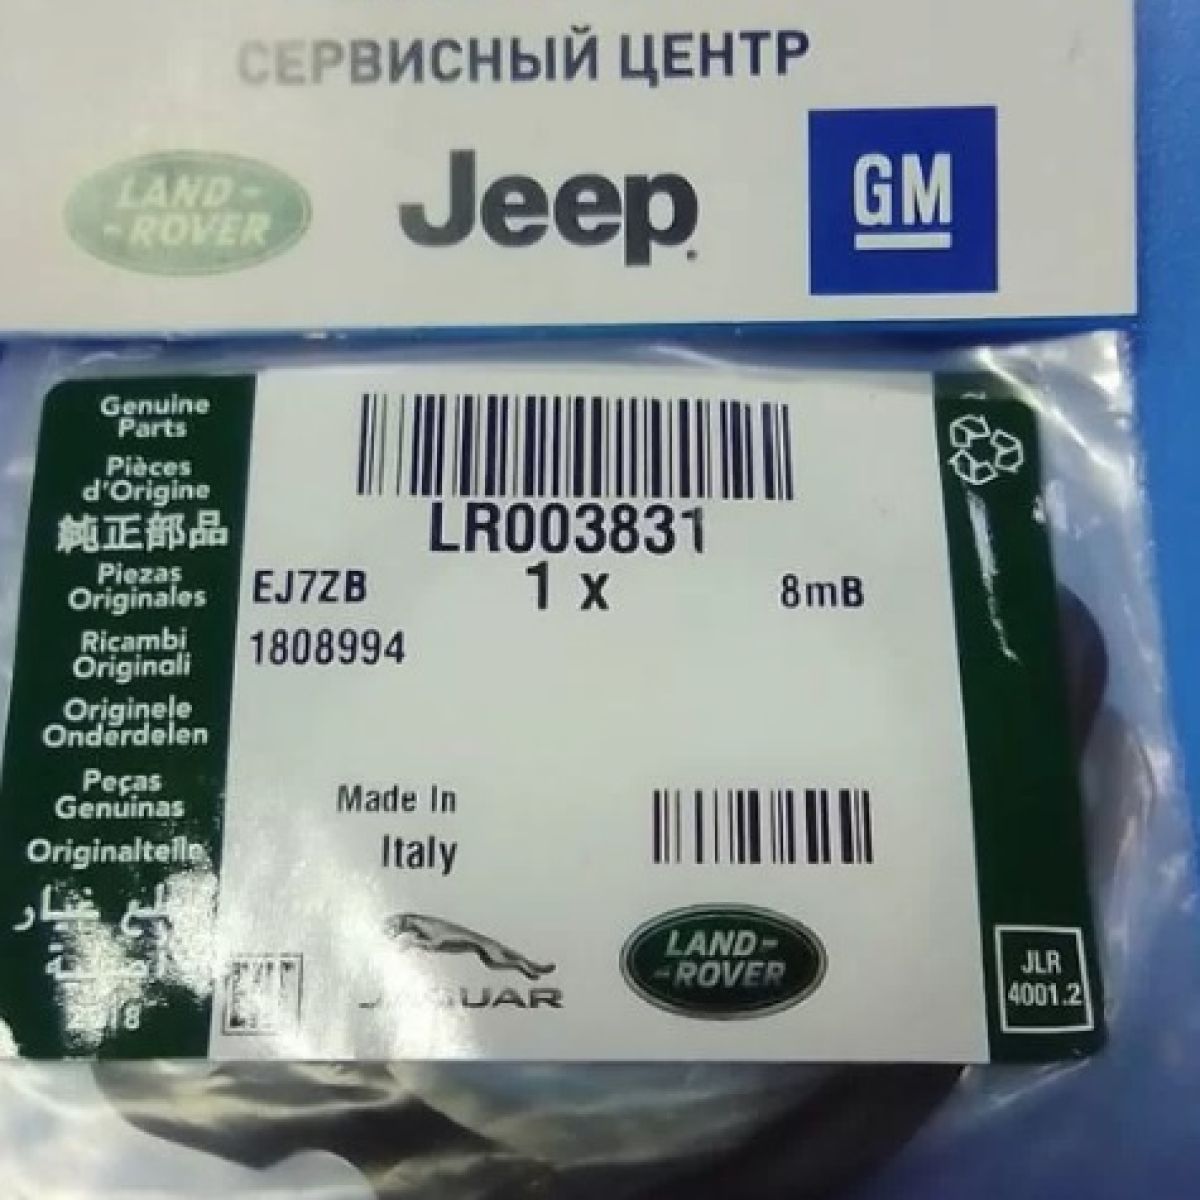 СЕРВИСНЫЙ ЦЕНТР
LAND-
-ROVER
Jeep
GM
Genuine
Parts
Pièces
d'Origine
純正部品
Piezas
Originales
Ricambi
Originali
Originele
Onderdelen
Peças
Genuinas
Originalteile
LR003831
EJ7ZB 1 x 8mB
1808994
Made In
Italy
JAGUAR
LAND-
-ROVER
JLR
4001.2